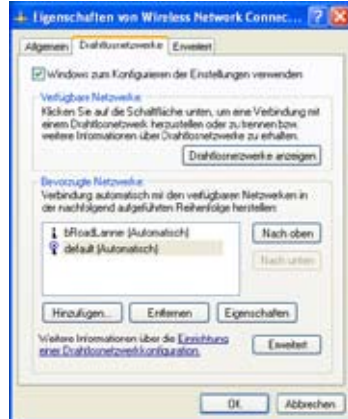 Eigenschaften von Wireless Network Connec...
Allgemein Drahtlosnetzwerke Erweitert
Windows zum Konfigurieren der Einstellungen verwenden
Verfügbare Netzwerke:
Klicken Sie auf die Schaltfläche unten, um eine Verbindung mit
einem Drahtlosnetzwerk herzustellen oder zu trennen bzw.
weitere Informationen über Drahtlosnetzwerke zu erhalten.
Drahtlosnetzwerke anzeigen
Bevorzugte Netzwerke:
Verbindung automatisch mit den verfügbaren Netzwerken in
der nachfolgend aufgeführten Reihenfolge herstellen:
bRoadLanner (Automatisch)
default (Automatisch)
Nach oben
Nach unten
Hinzufügen... Entfernen Eigenschaften
Weitere Informationen über die Einrichtung
einer Drahtlosnetzwerkkonfiguration.
Erweitert
OK Abbrechen